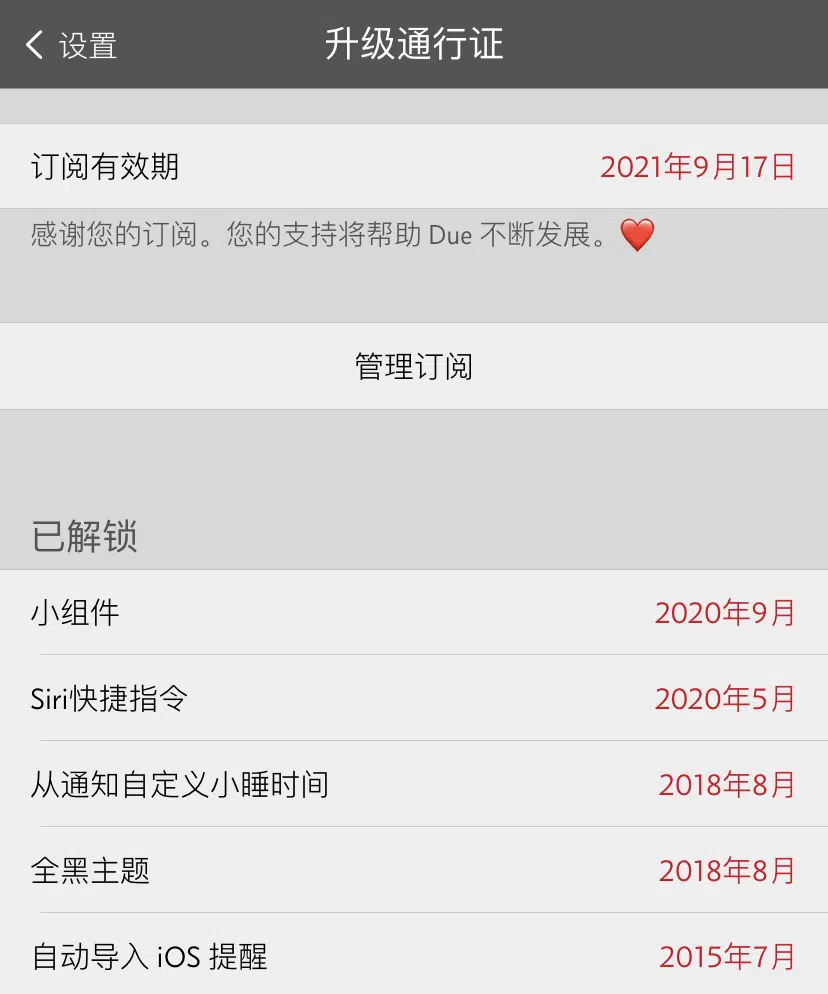 设置
升级通行证
订阅有效期 2021年9月17日
感谢您的订阅。您的支持将帮助 Due 不断发展。❤️
管理订阅
已解锁
小组件 2020年9月
Siri快捷指令 2020年5月
从通知自定义小睡时间 2018年8月
全黑主题 2018年8月
自动导入 iOS 提醒 2015年7月